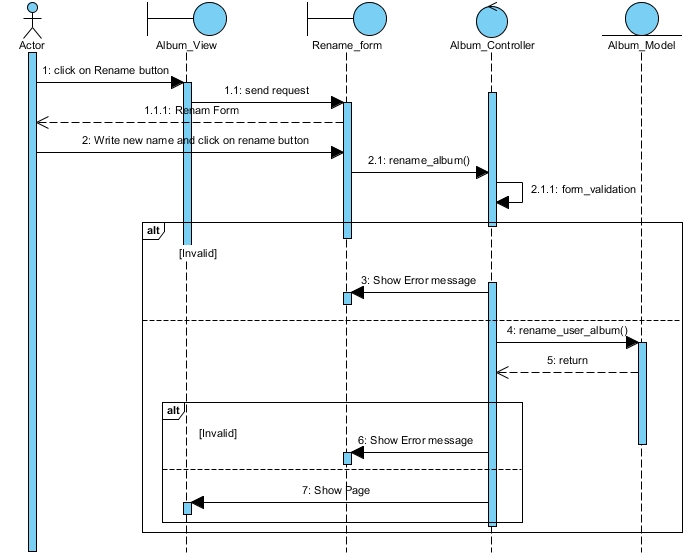 Actor
Album_View
Rename_form
Album_Controller
Album_Model
1: click on Rename button
1.1: send request
1.1.1: Renam Form
2: Write new name and click on rename button
2.1: rename_album()
2.1.1: form_validation
alt
[Invalid]
3: Show Error message
4: rename_user_album()
5: return
alt
[Invalid]
6: Show Error message
7: Show Page